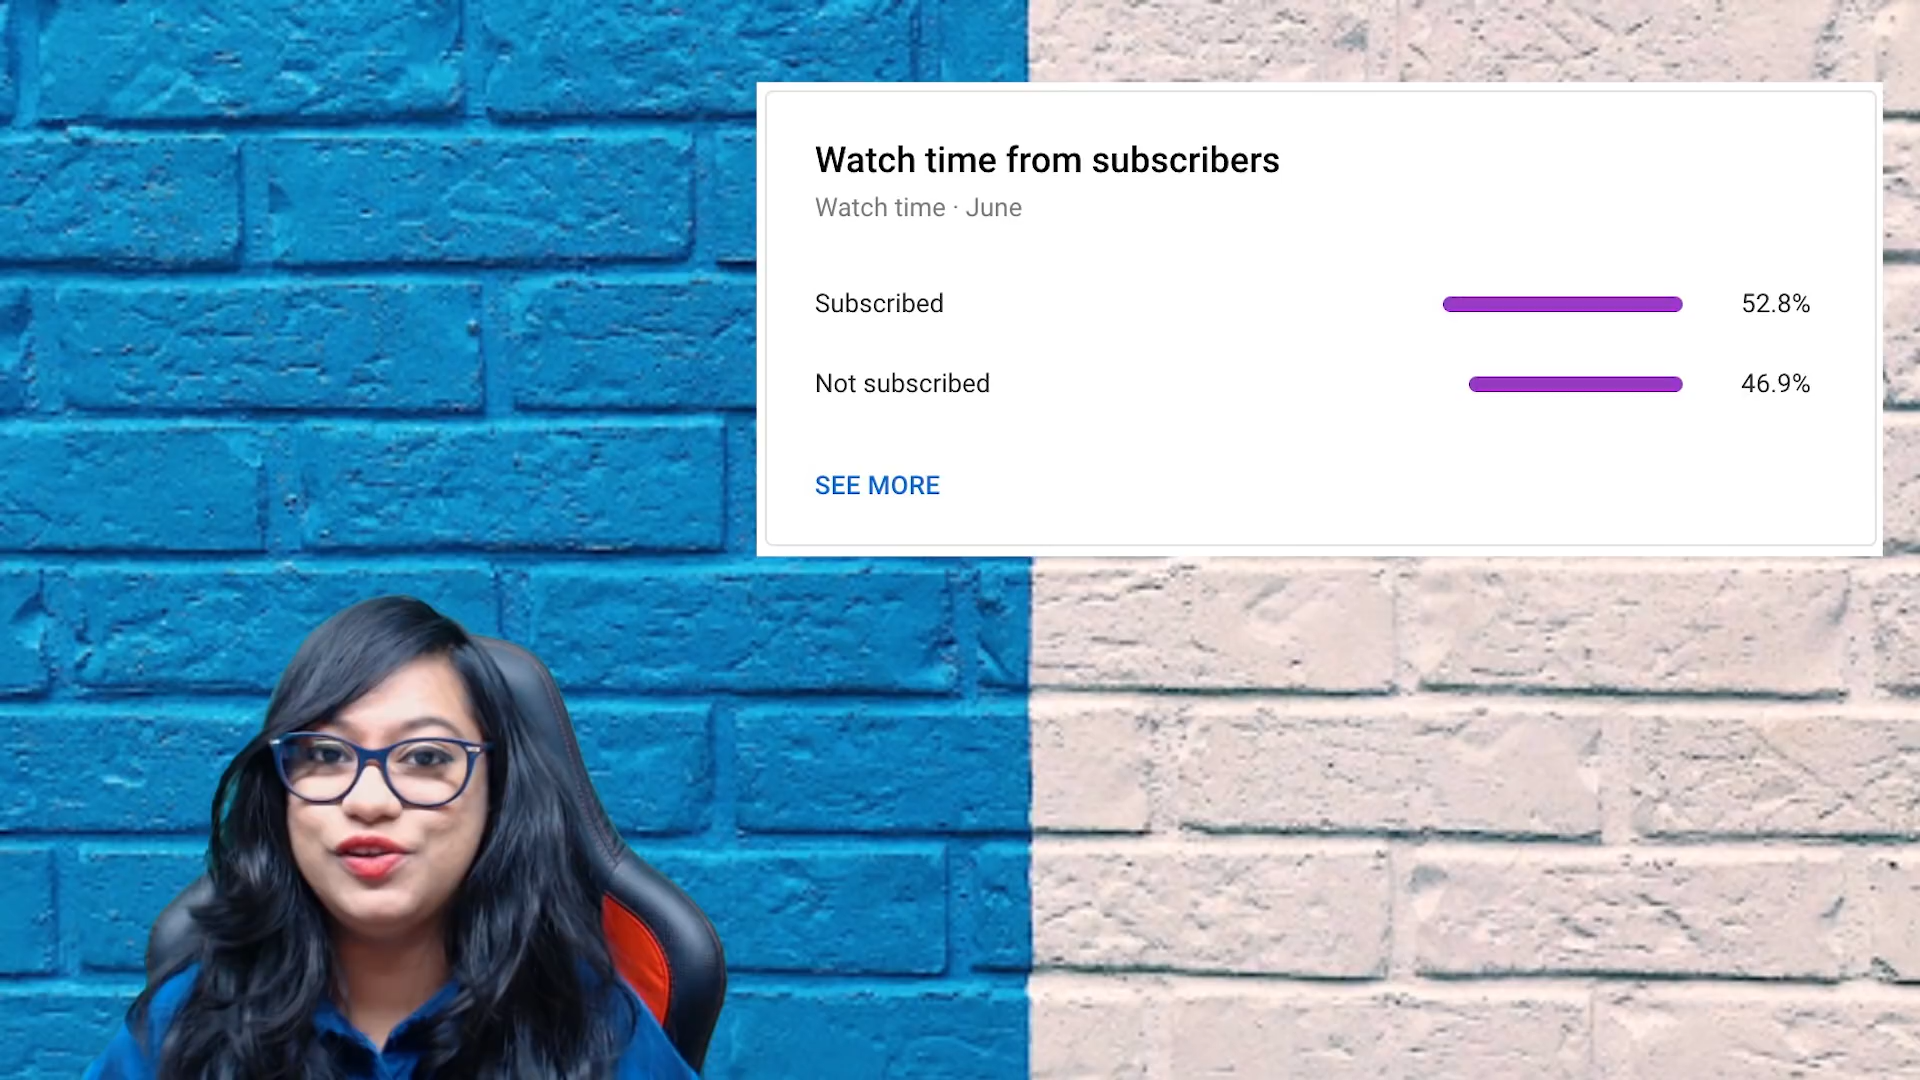 Watch time from subscribers
Watch time · June
Subscribed 52.8%
Not subscribed 46.9%
SEE MORE